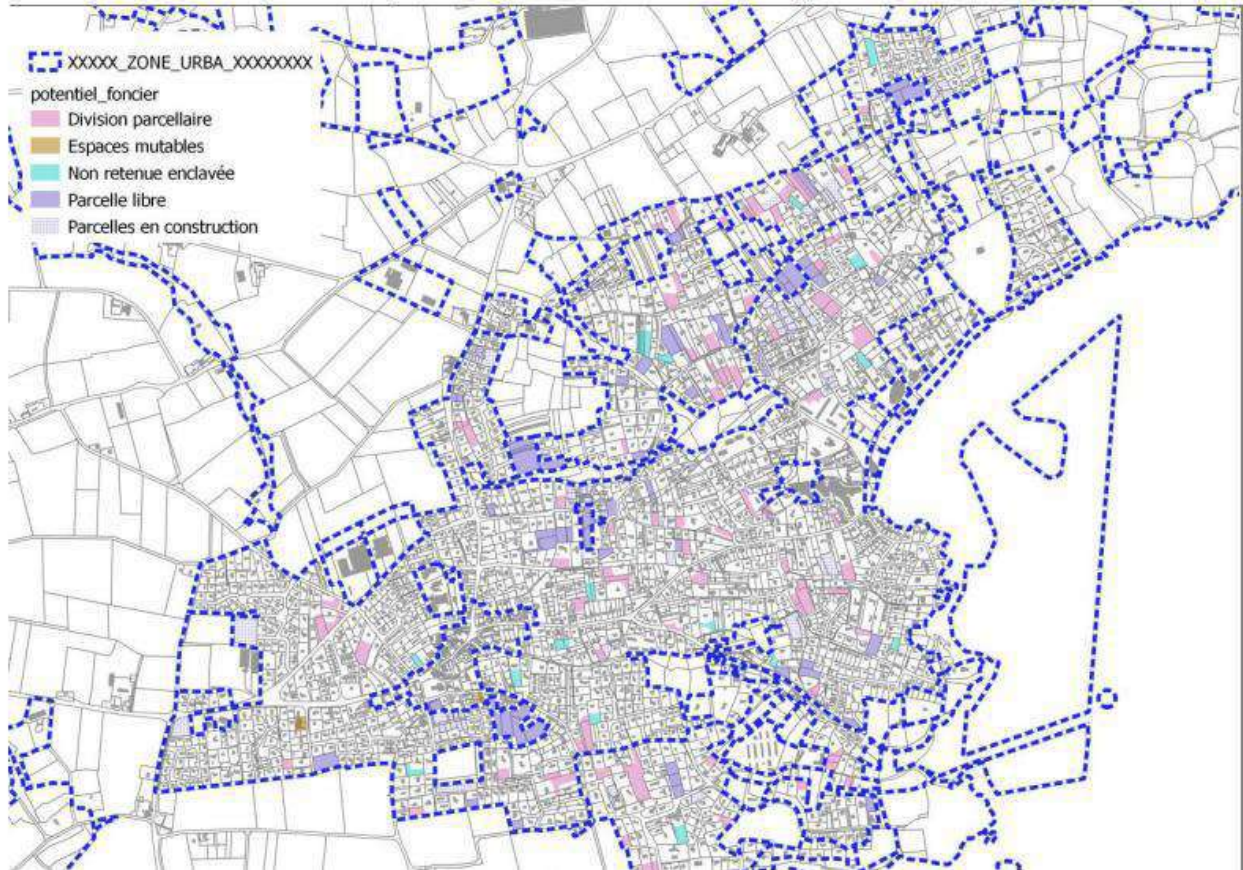 XXXXX_ZONE_URBA_XXXXXXXX
potentiel_foncier
Division parcellaire
Espaces mutables
Non retenue enclavée
Parcelle libre
Parcelles en construction